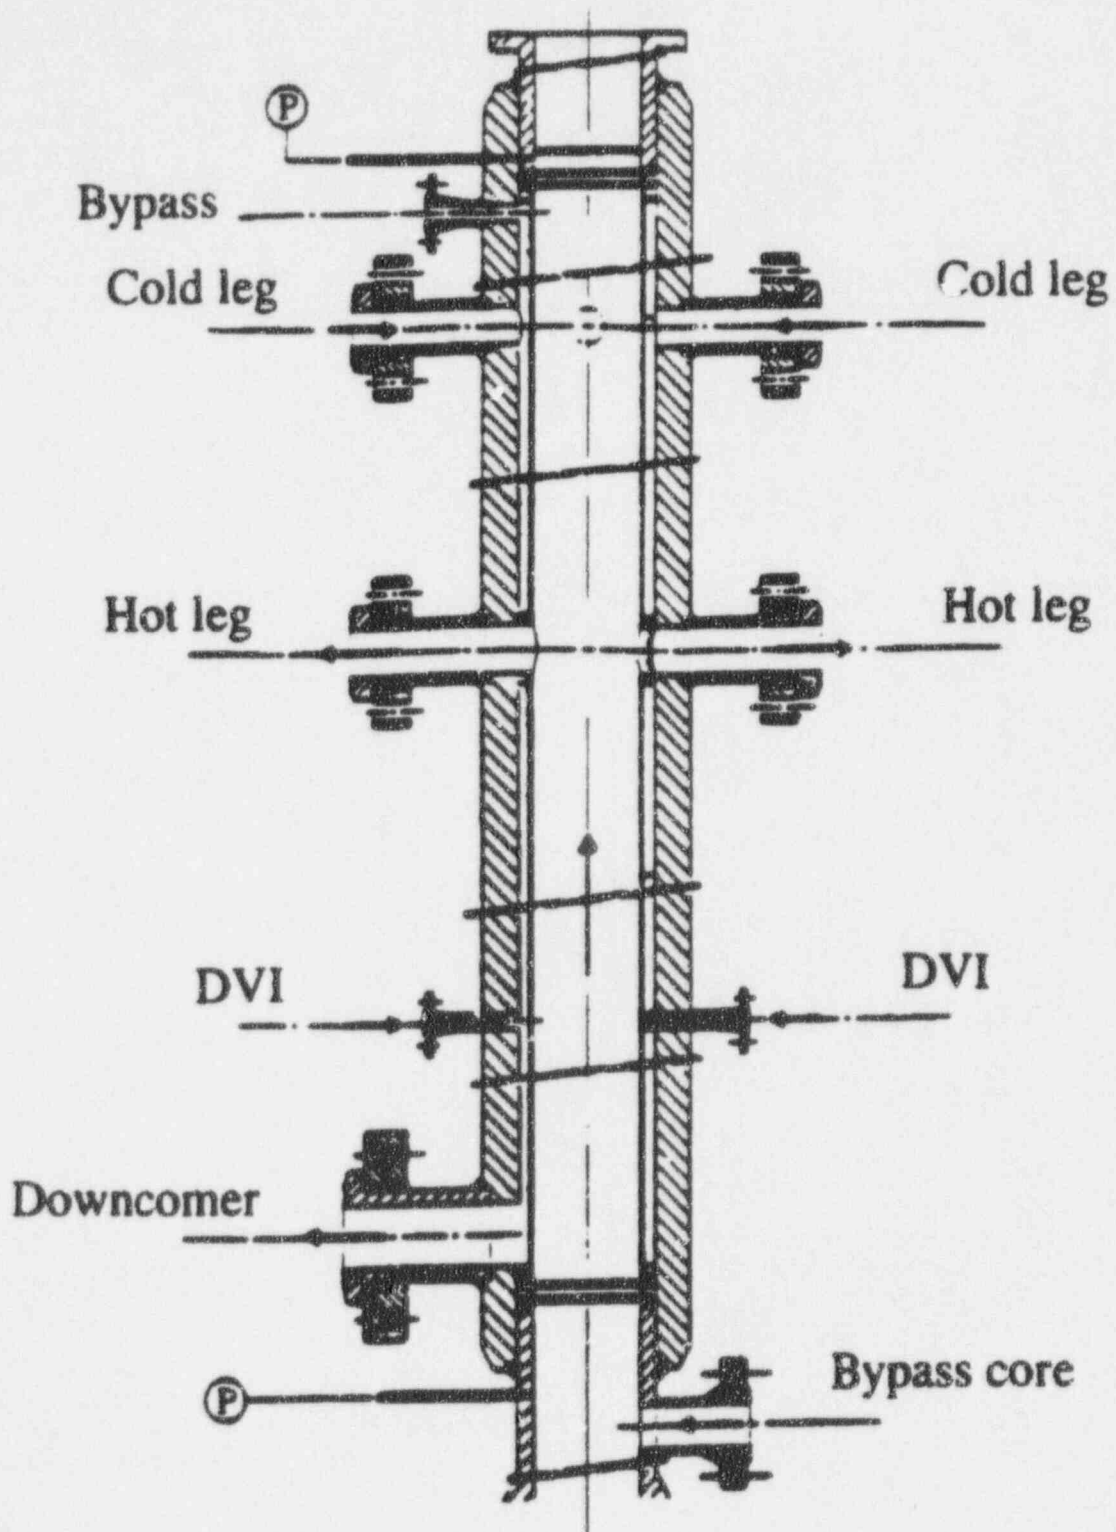 P
Bypass
Cold leg
Cold leg
Hot leg
Hot leg
DVI
DVI
Downcomer
P
Bypass core